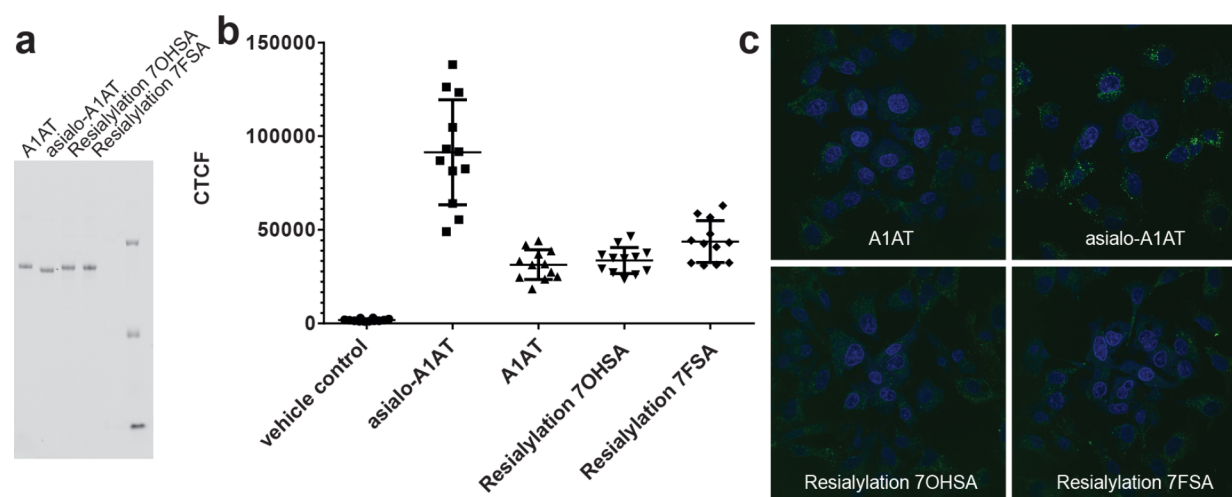 a
A1AT
asialo-A1AT
Resialylation 7OHSA
Resialylation 7FSA
b
150000
100000
50000
0
CTCF
vehicle control
asialo-A1AT
A1AT
Resialylation 7OHSA
Resialylation 7FSA
c
A1AT
asialo-A1AT
Resialylation 7OHSA
Resialylation 7FSA